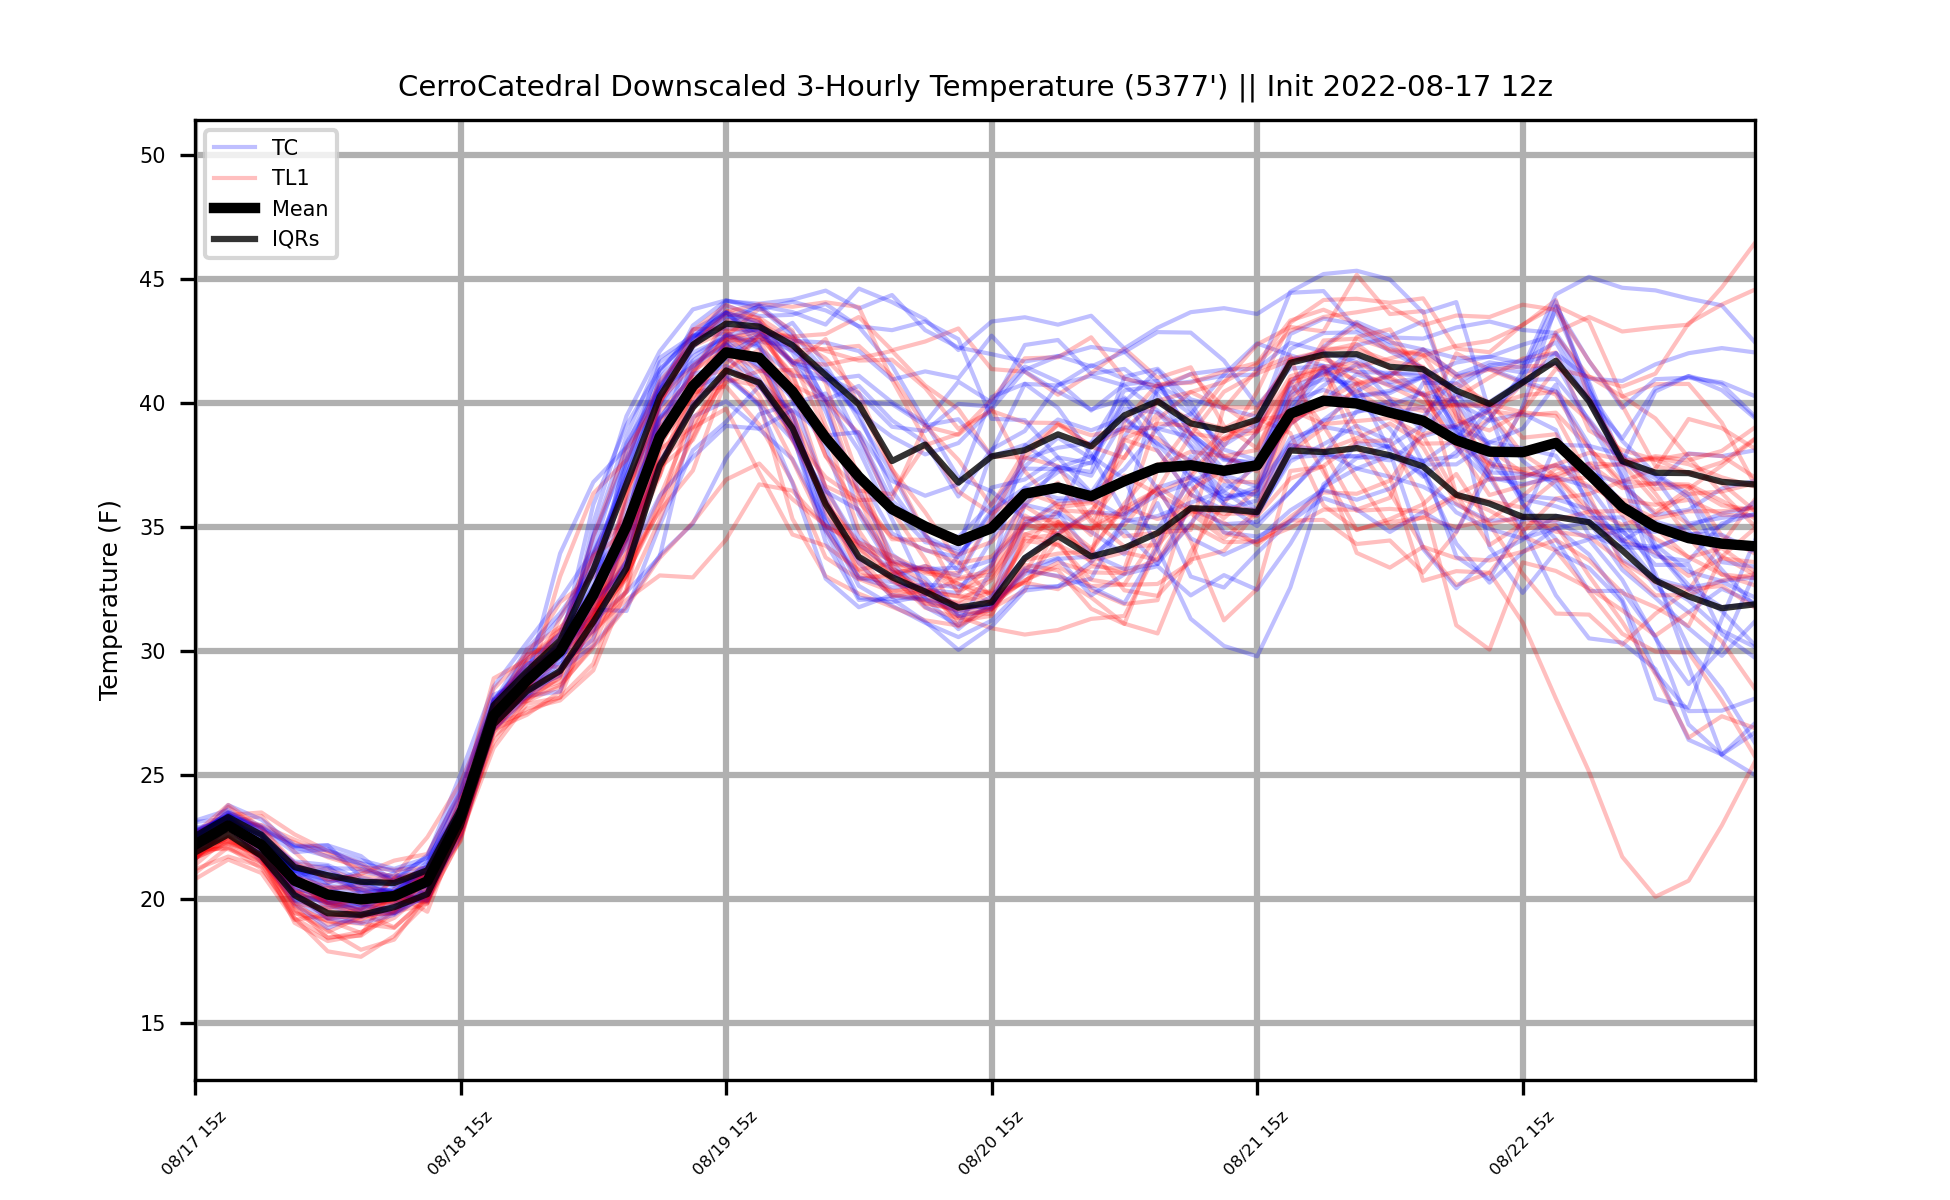 CerroCatedral Downscaled 3-Hourly Temperature (5377') || Init 2022-08-17 12z
TC
TL1
Mean
IQRs
Temperature (F)
50
45
40
35
30
25
20
15
08/17 15z
08/18 15z
08/19 15z
08/20 15z
08/21 15z
08/22 15z